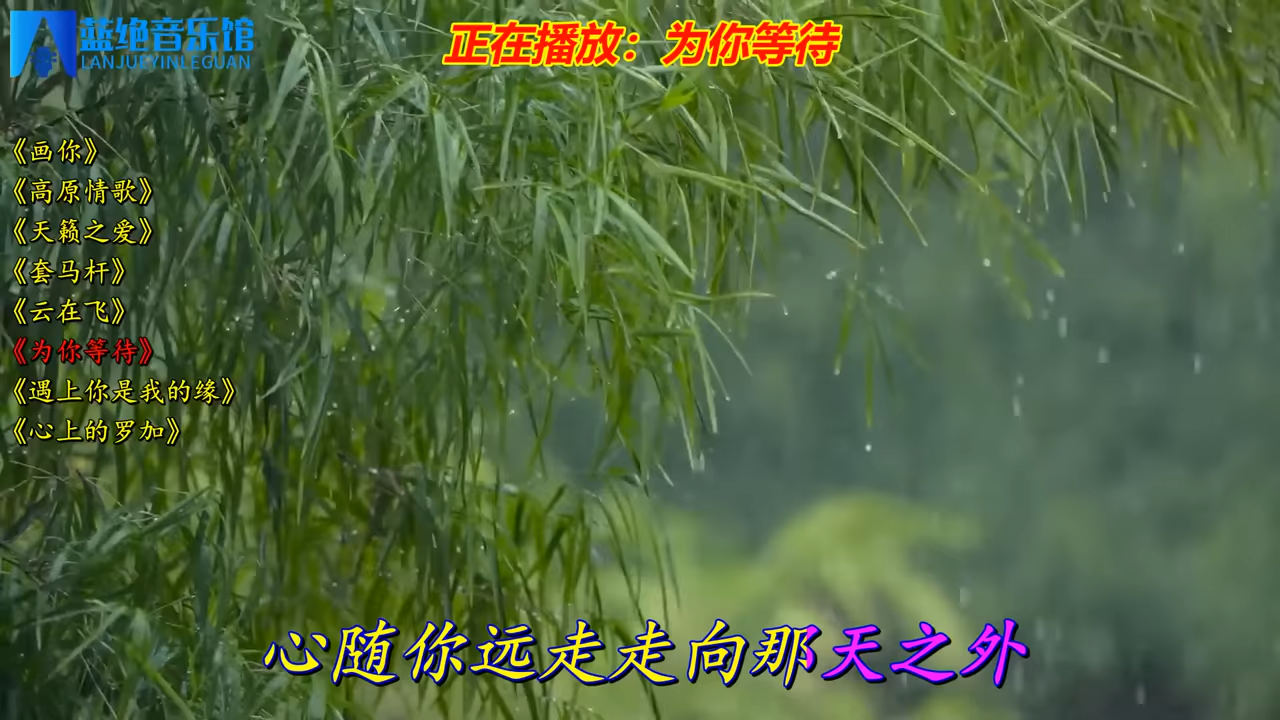 蓝绝音乐馆
LANJUEYINLEGUAN
正在播放：为你等待
《画你》
《高原情歌》
《天籁之爱》
《套马杆》
《云在飞》
《为你等待》
《遇上你是我的缘》
《心上的罗加》
心随你远走走向那天之外